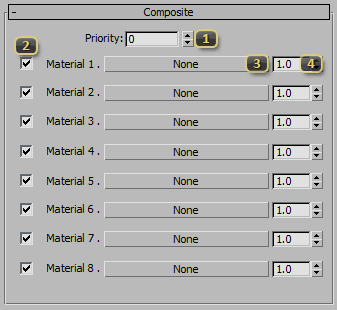 - Composite
Priority: 0 1
2
Material 1 . None 3 1.0 4
Material 2 . None 1.0
Material 3 . None 1.0
Material 4 . None 1.0
Material 5 . None 1.0
Material 6 . None 1.0
Material 7 . None 1.0
Material 8 . None 1.0